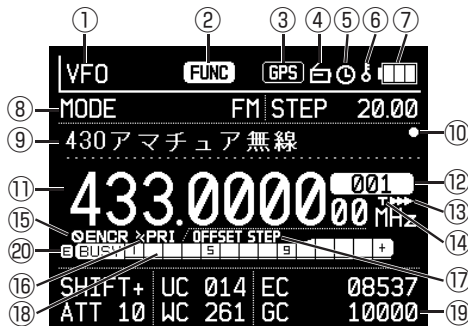 ① ② ③ ④ ⑤ ⑥ ⑦
VFO FUNC GPS
⑧ MODE FM STEP 20.00
⑨ 430アマチュア無線 ⑩
⑪ 433.000000 MHz 001 ⑫
T ⑬
⑭
⑮ ENCR PRI OFFSET STEP
⑳ E BUSY 1 5 9 + ⑰
⑯ SHIFT+ UC 014 EC 08537
⑱ ATT 10 WC 261 GC 10000 ⑲